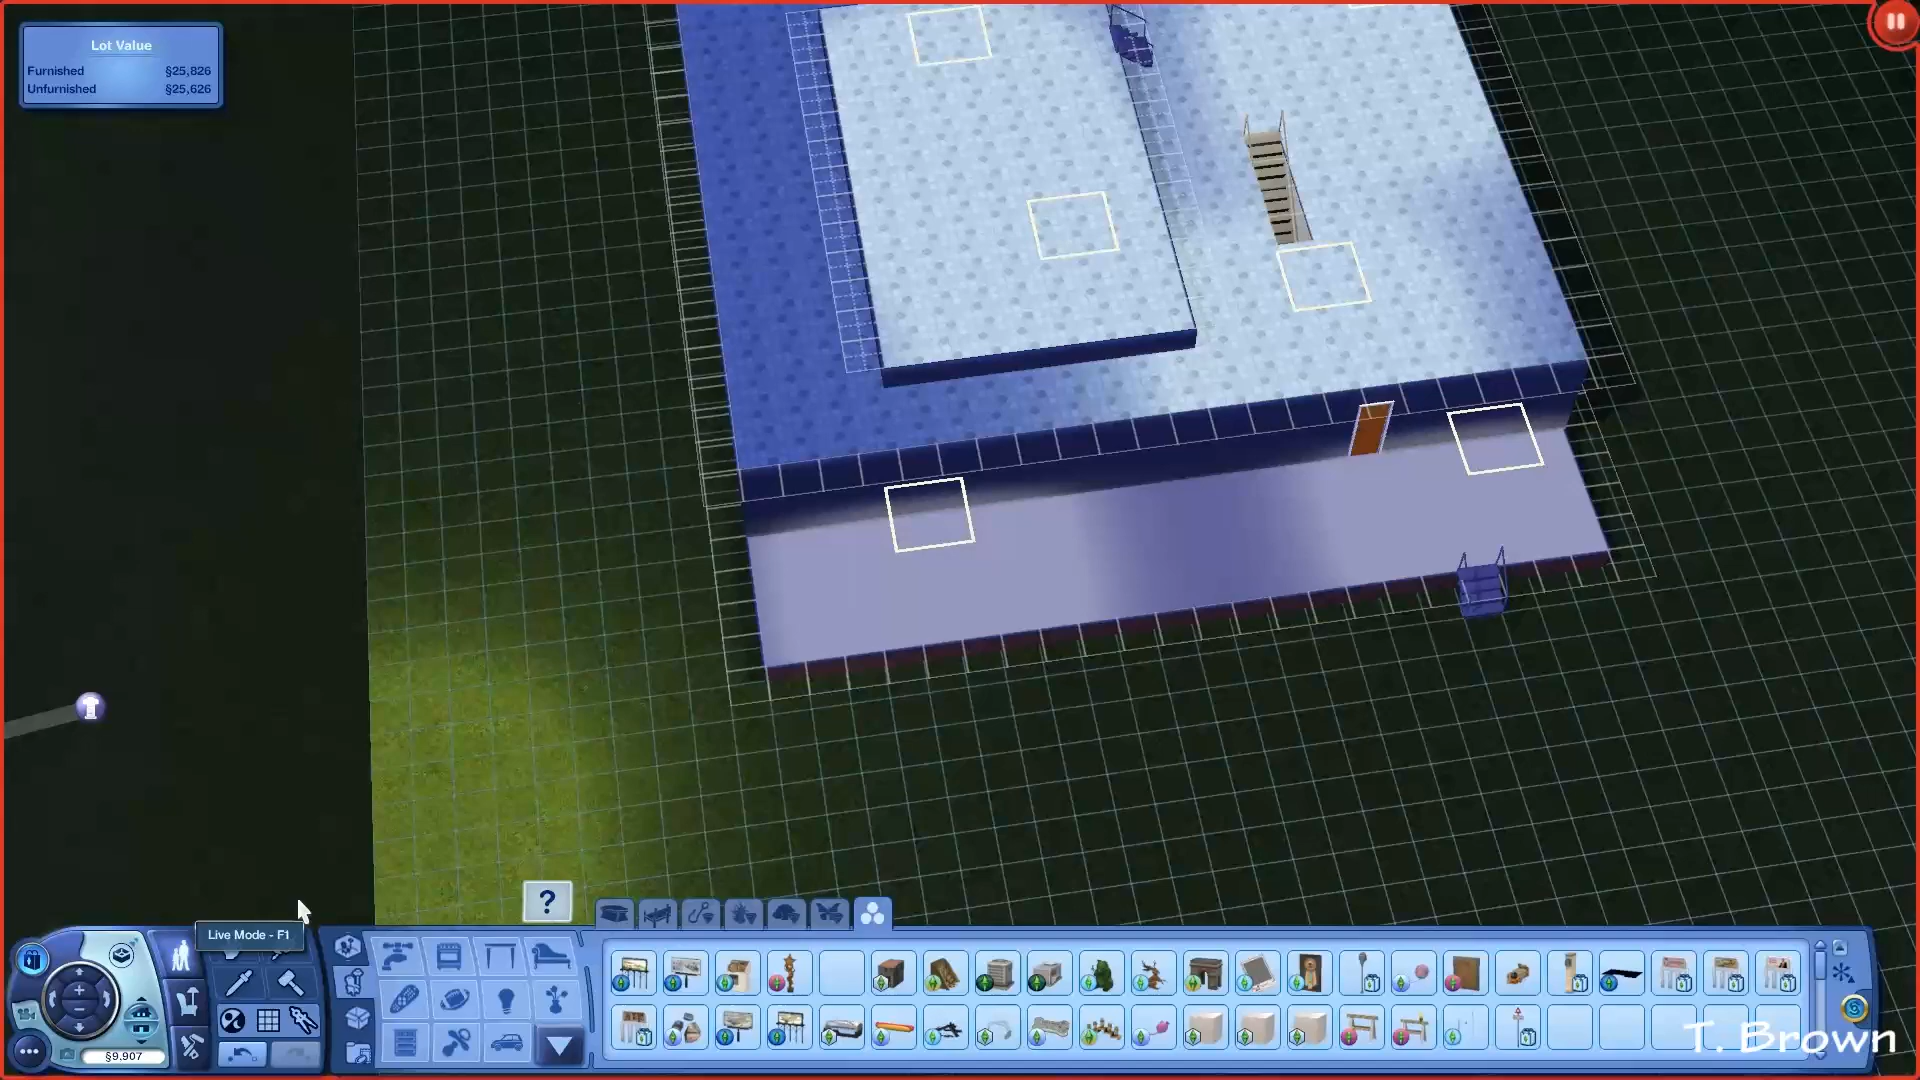 Lot Value
Furnished §25,826
Unfurnished §25,626
?
Live Mode - F1
§9,907
T. Brown